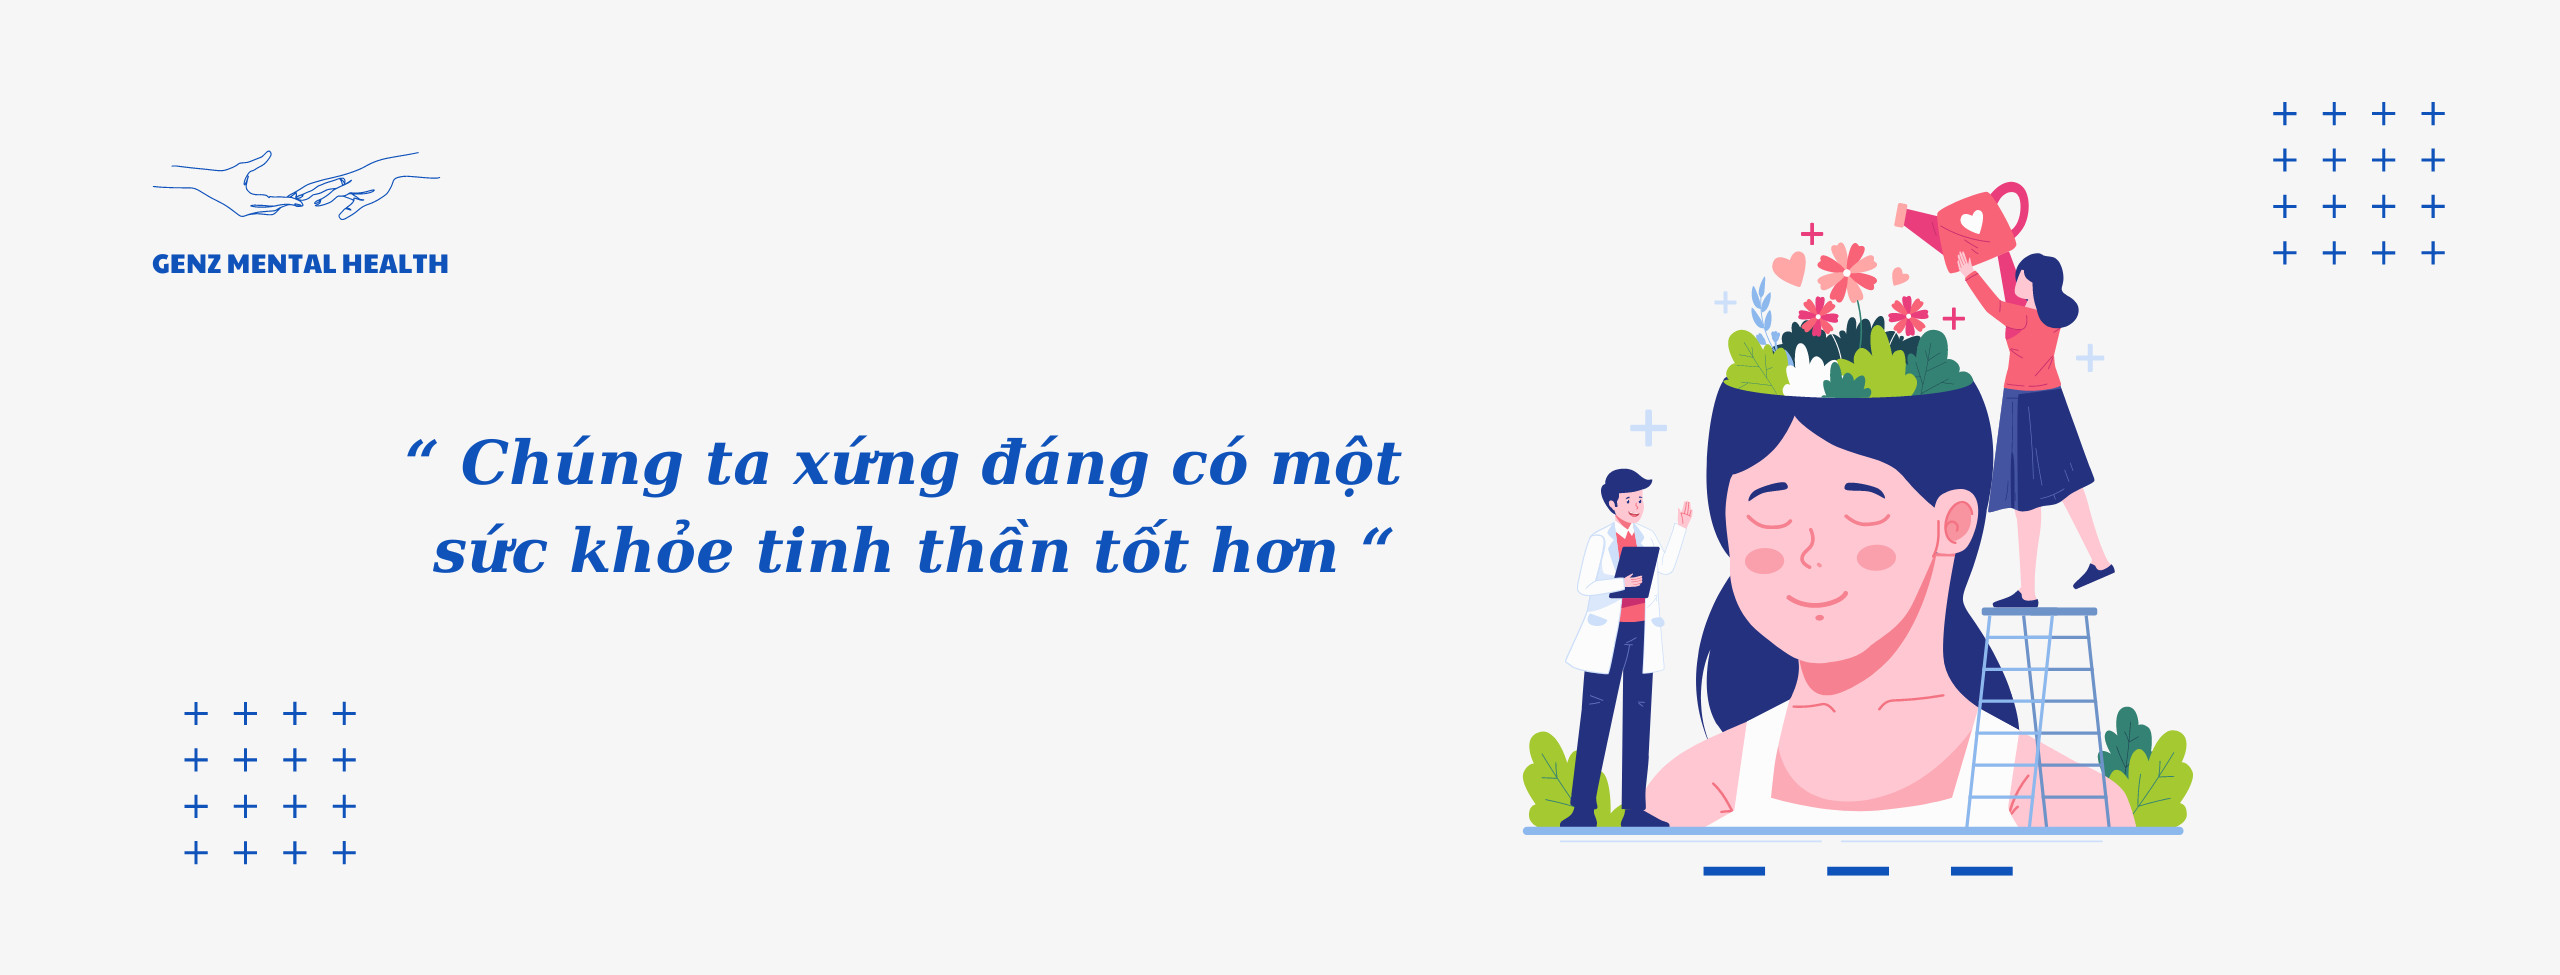 GENZ MENTAL HEALTH
“ Chúng ta xứng đáng có một
sức khỏe tinh thần tốt hơn “